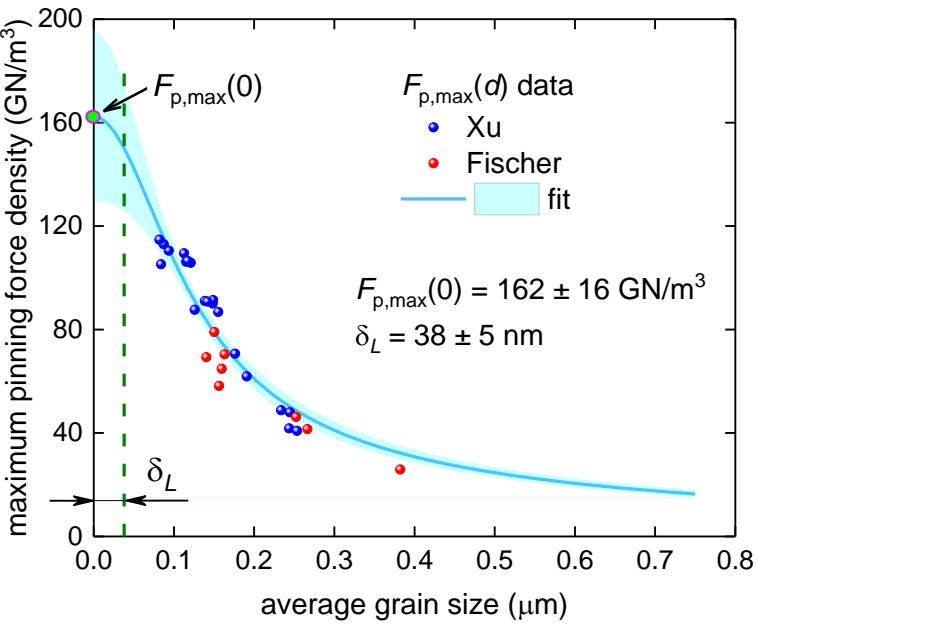 200
160
120
80
40
0
0.0 0.1 0.2 0.3 0.4 0.5 0.6 0.7 0.8
maximum pinning force density (GN/m³)
average grain size (μm)
Fp,max(0)
Fp,max(d) data
Xu
Fischer
fit
Fp,max(0) = 162 ± 16 GN/m³
δL = 38 ± 5 nm
δL